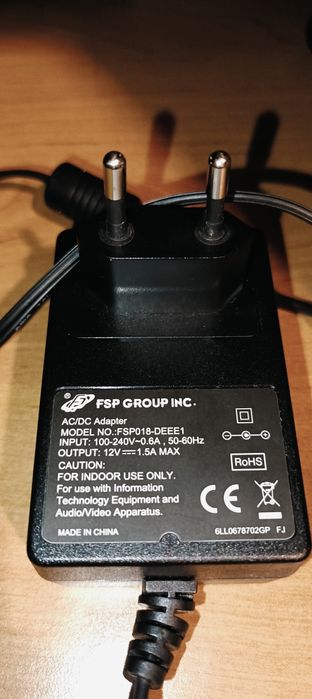 FSP GROUP INC.
AC/DC Adapter
MODEL NO.:FSP018-DEEE1
INPUT: 100-240V~0.6A , 50-60Hz
OUTPUT: 12V⎓1.5A MAX
CAUTION:
FOR INDOOR USE ONLY.
For use with Information
Technology Equipment and
Audio/Video Apparatus.
RoHS
CE
MADE IN CHINA
6LL0678702GP FJ